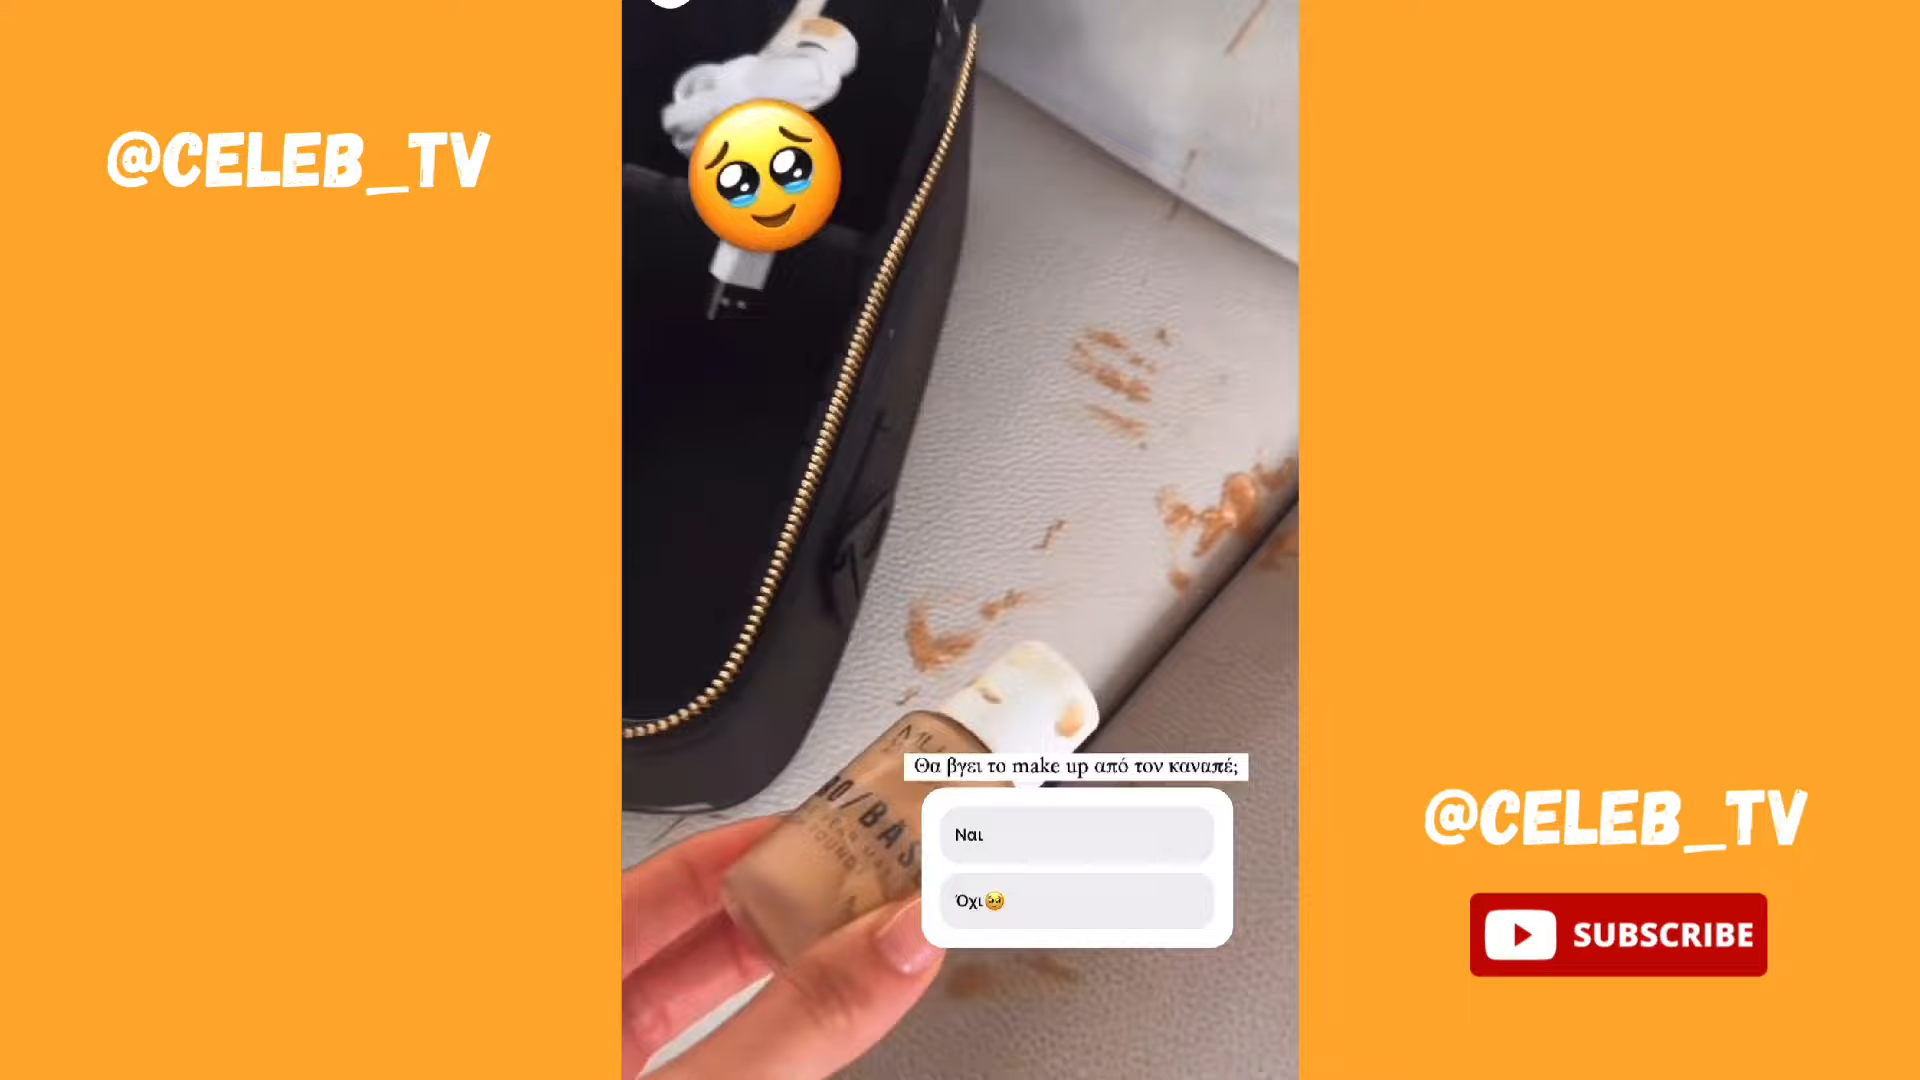 @CELEB_TV
Θα βγει το make up από τον καναπέ;
Ναι
Όχι🥹
@CELEB_TV
SUBSCRIBE